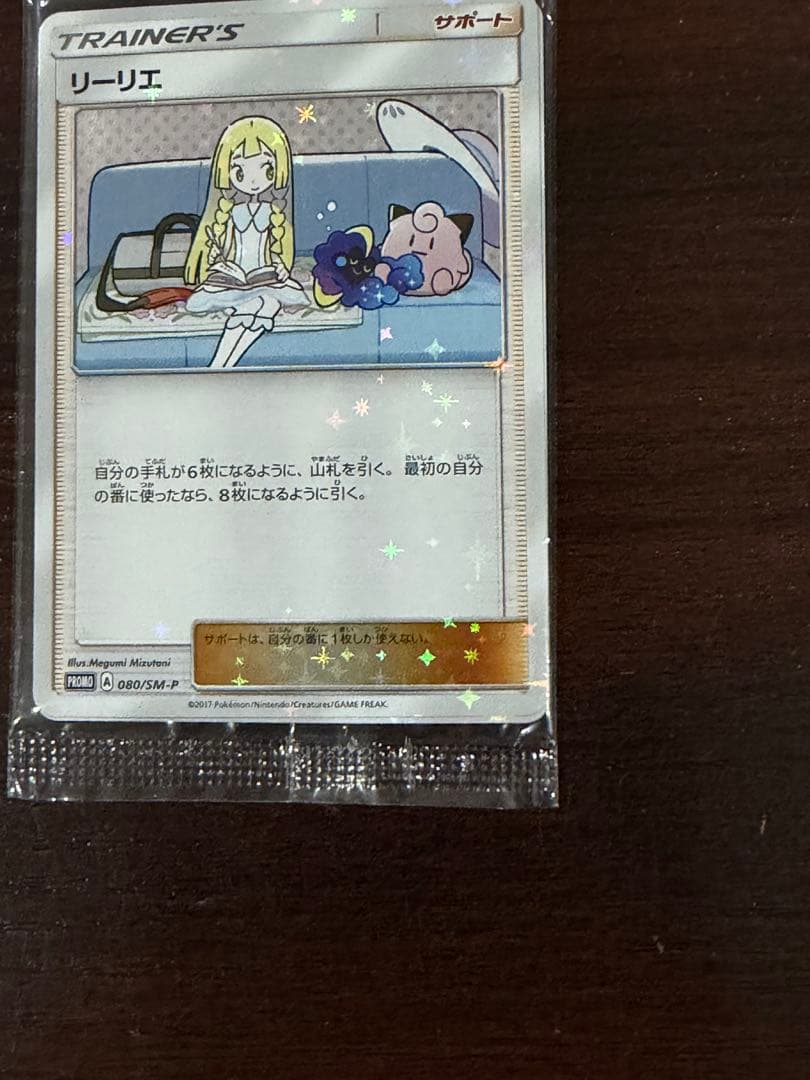 TRAINER'S サポート
リーリエ
自分の手札が6枚になるように、山札を引く。最初の自分
の番に使ったなら、8枚になるように引く。
サポートは、自分の番に1枚しか使えない。
Illus.Megumi Mizutani
PROMO A 080/SM-P
©2017 Pokémon/Nintendo/Creatures/GAME FREAK.